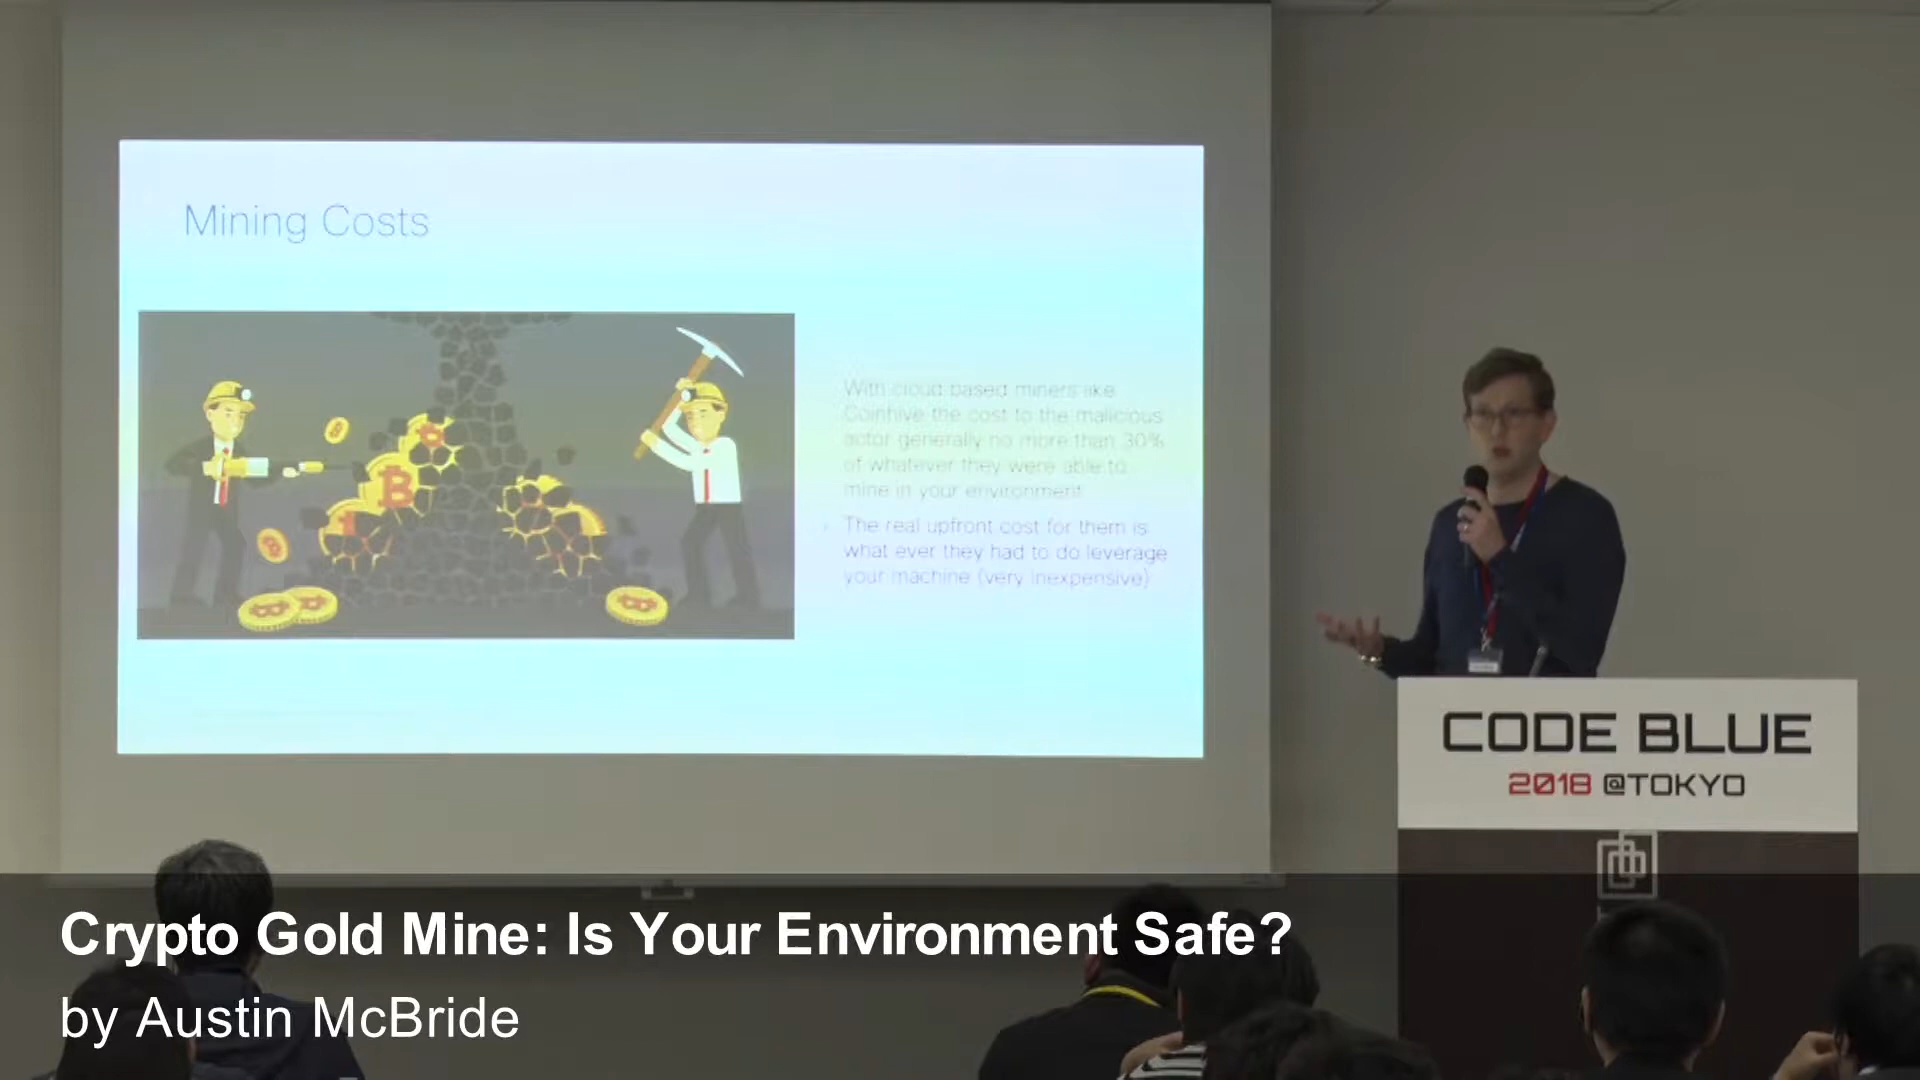 Mining Costs
With cloud based miners like
Coinhive the cost to the malicious
actor generally no more than 30%
of whatever they were able to
mine in your environment
The real upfront cost for them is
what ever they had to do leverage
your machine (very inexpensive)
CODE BLUE
2018 @TOKYO
Crypto Gold Mine: Is Your Environment Safe?
by Austin McBride